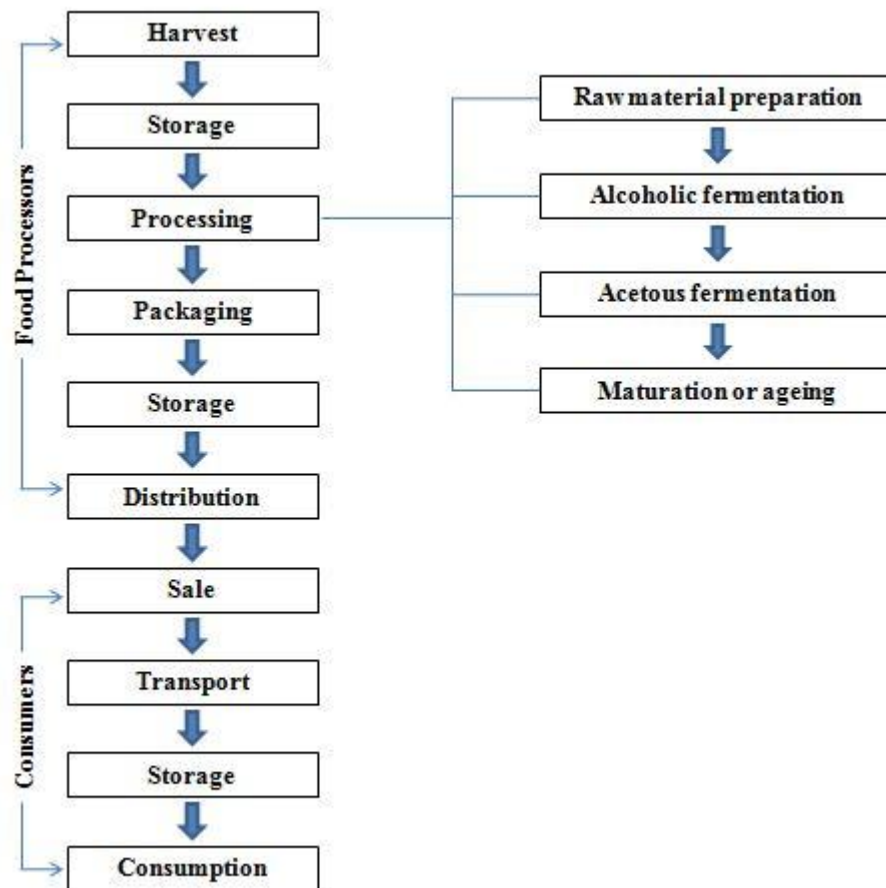 Harvest
Storage
Processing
Packaging
Storage
Distribution
Sale
Transport
Storage
Consumption
Food Processors
Consumers
Raw material preparation
Alcoholic fermentation
Acetous fermentation
Maturation or ageing